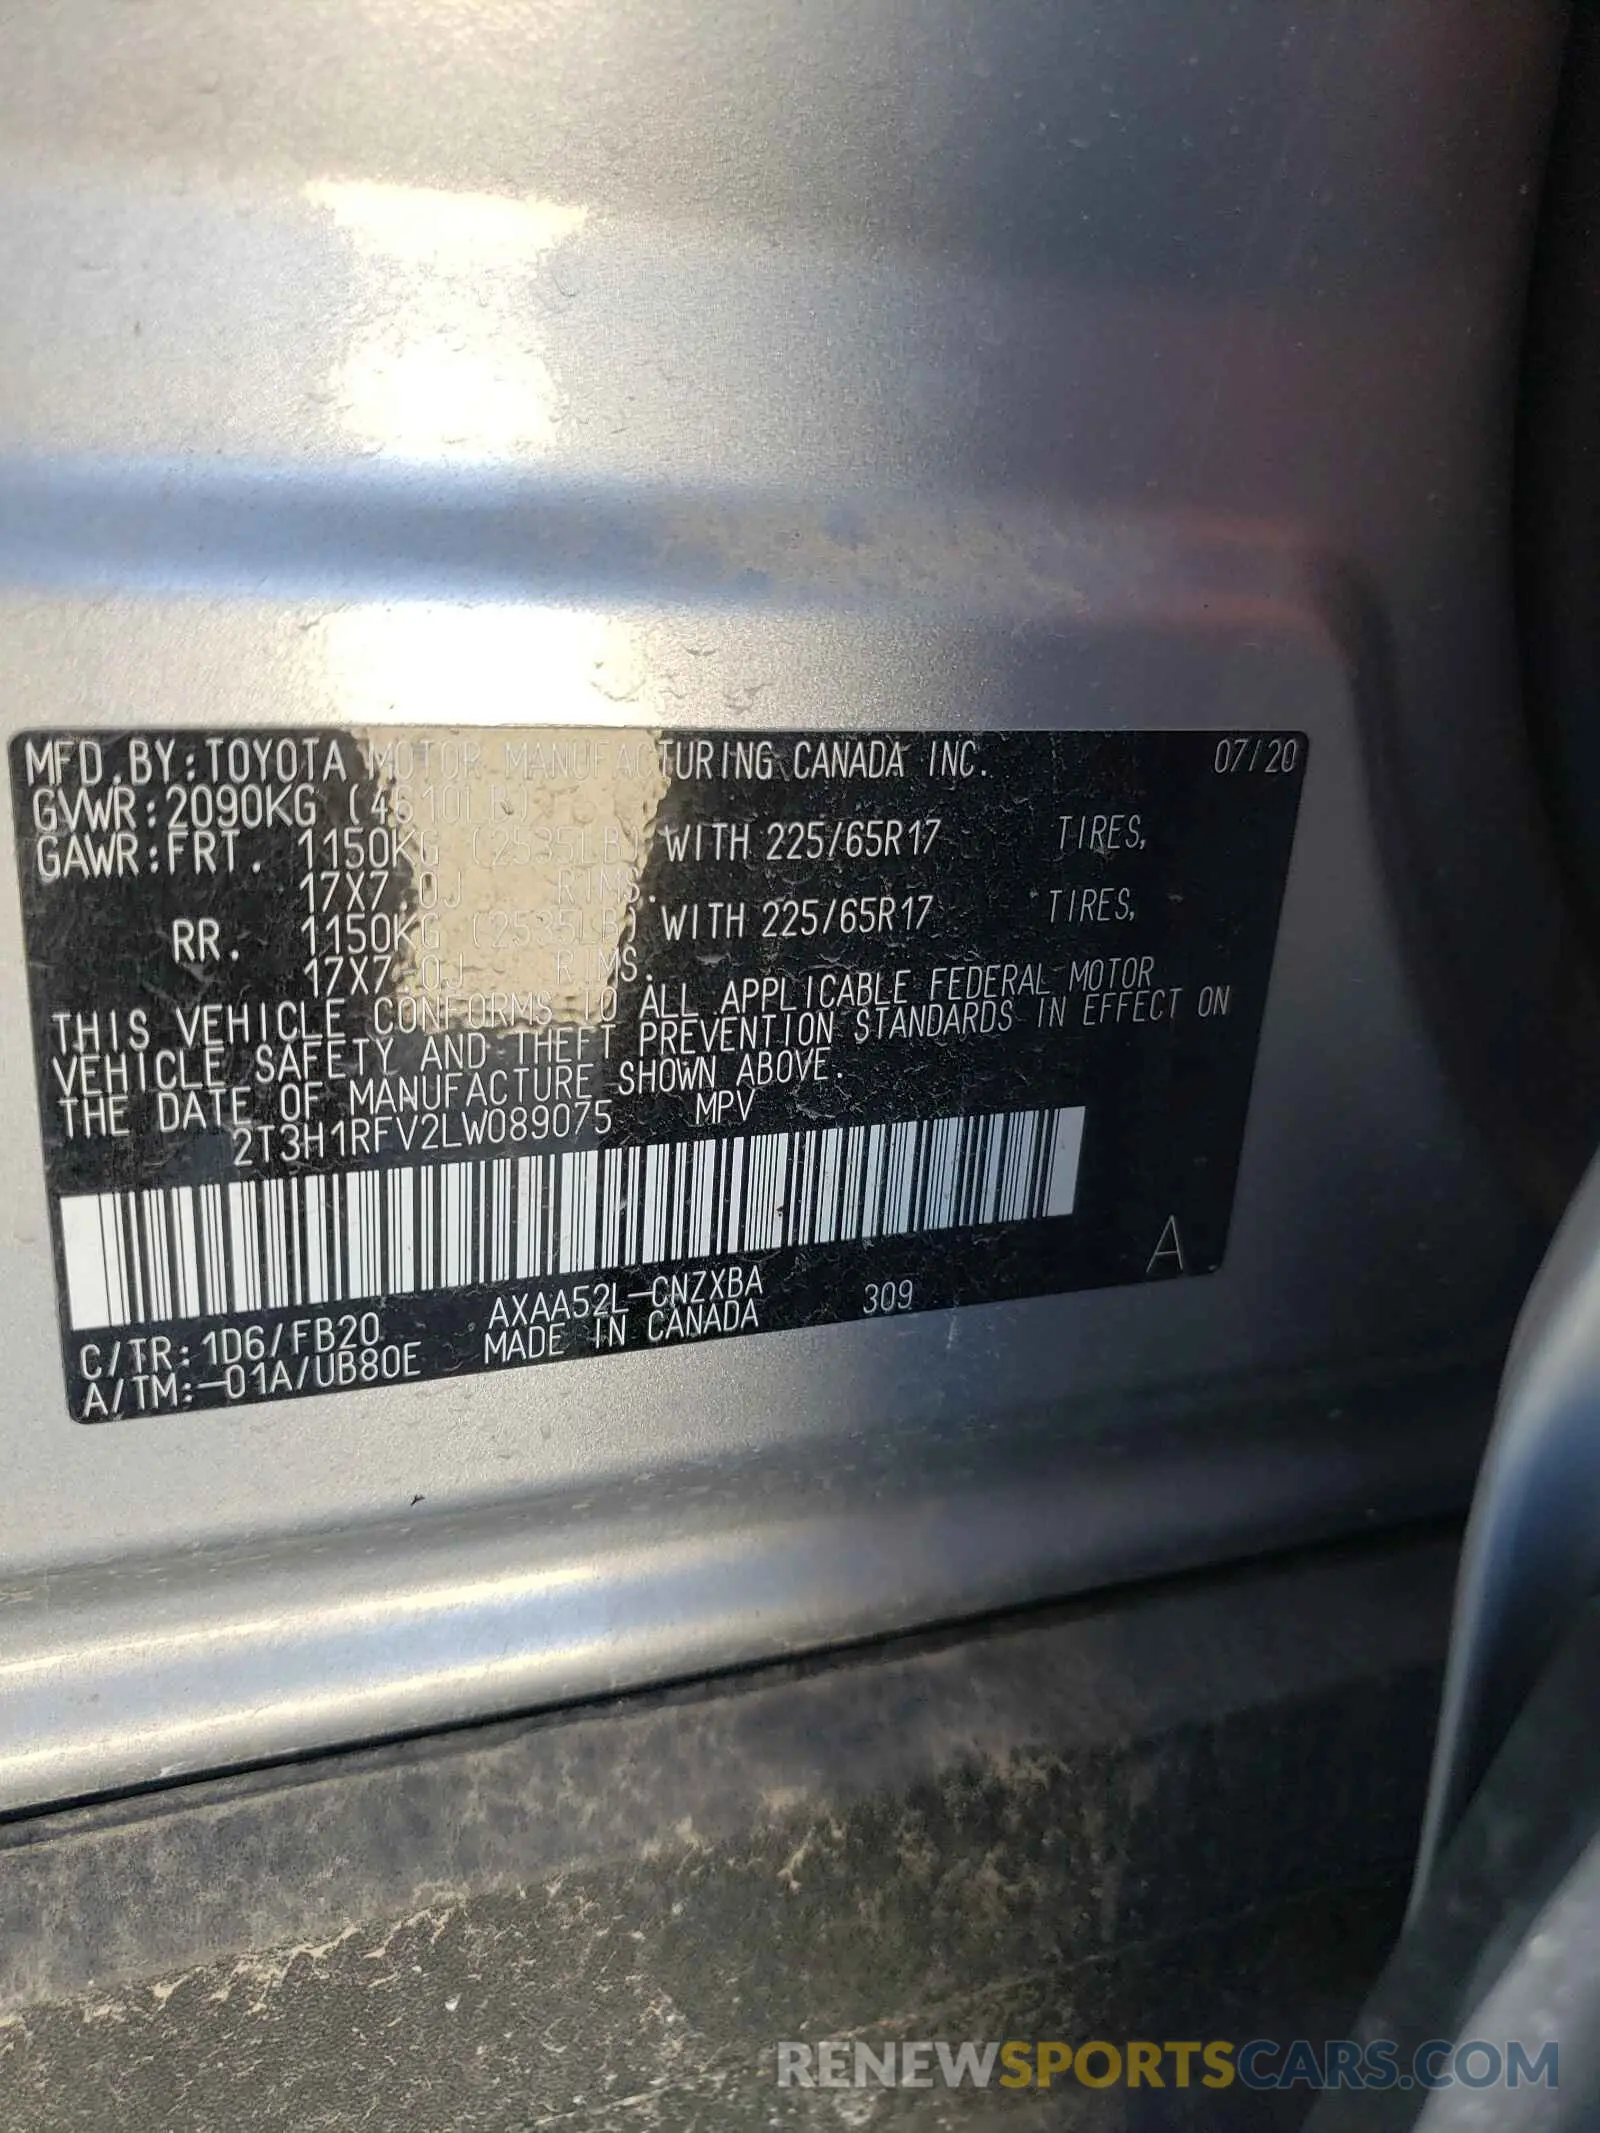 MFD.BY:TOYOTA MOTOR MANUFACTURING CANADA INC. 07/20
GVWR:2090KG (4610LB)
GAWR:FRT. 1150KG (2535LB) WITH 225/65R17 TIRES,
17X7.0J RIMS.
RR. 1150KG (2535LB) WITH 225/65R17 TIRES,
17X7.0J RIMS.
THIS VEHICLE CONFORMS TO ALL APPLICABLE FEDERAL MOTOR
VEHICLE SAFETY AND THEFT PREVENTION STANDARDS IN EFFECT ON
THE DATE OF MANUFACTURE SHOWN ABOVE.
2T3H1RFV2LW089075 MPV
A
C/TR: 1D6/FB20 AXAA52L-CNZXBA 309
A/TM:-01A/UB80E MADE IN CANADA
RENEWSPORTSCARS.COM